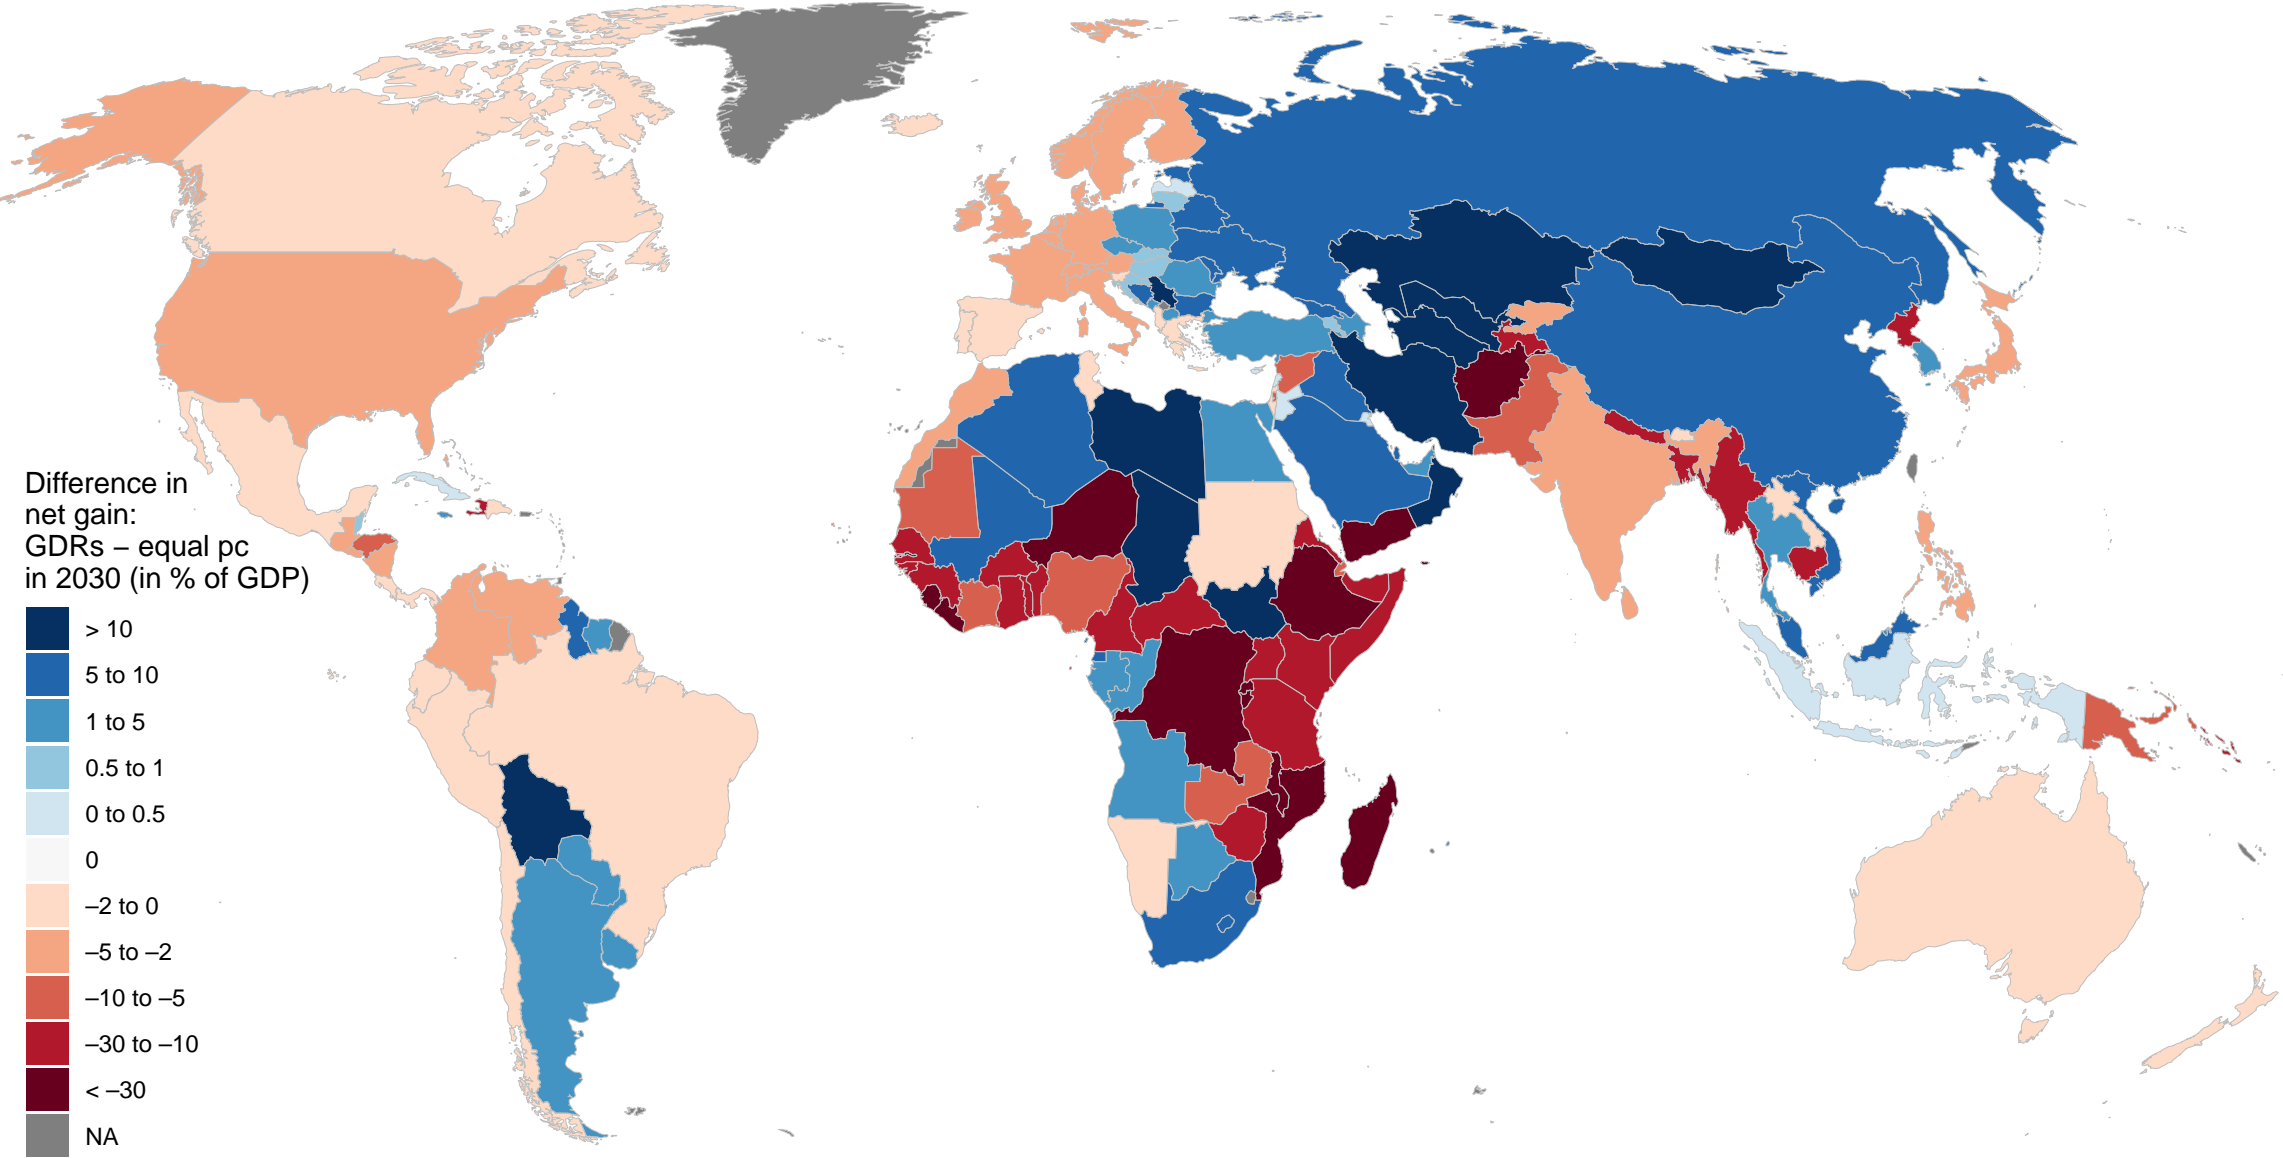 Difference in
net gain:
GDRs – equal pc
in 2030 (in % of GDP)
> 10
5 to 10
1 to 5
0.5 to 1
0 to 0.5
0
–2 to 0
–5 to –2
–10 to –5
–30 to –10
< –30
NA